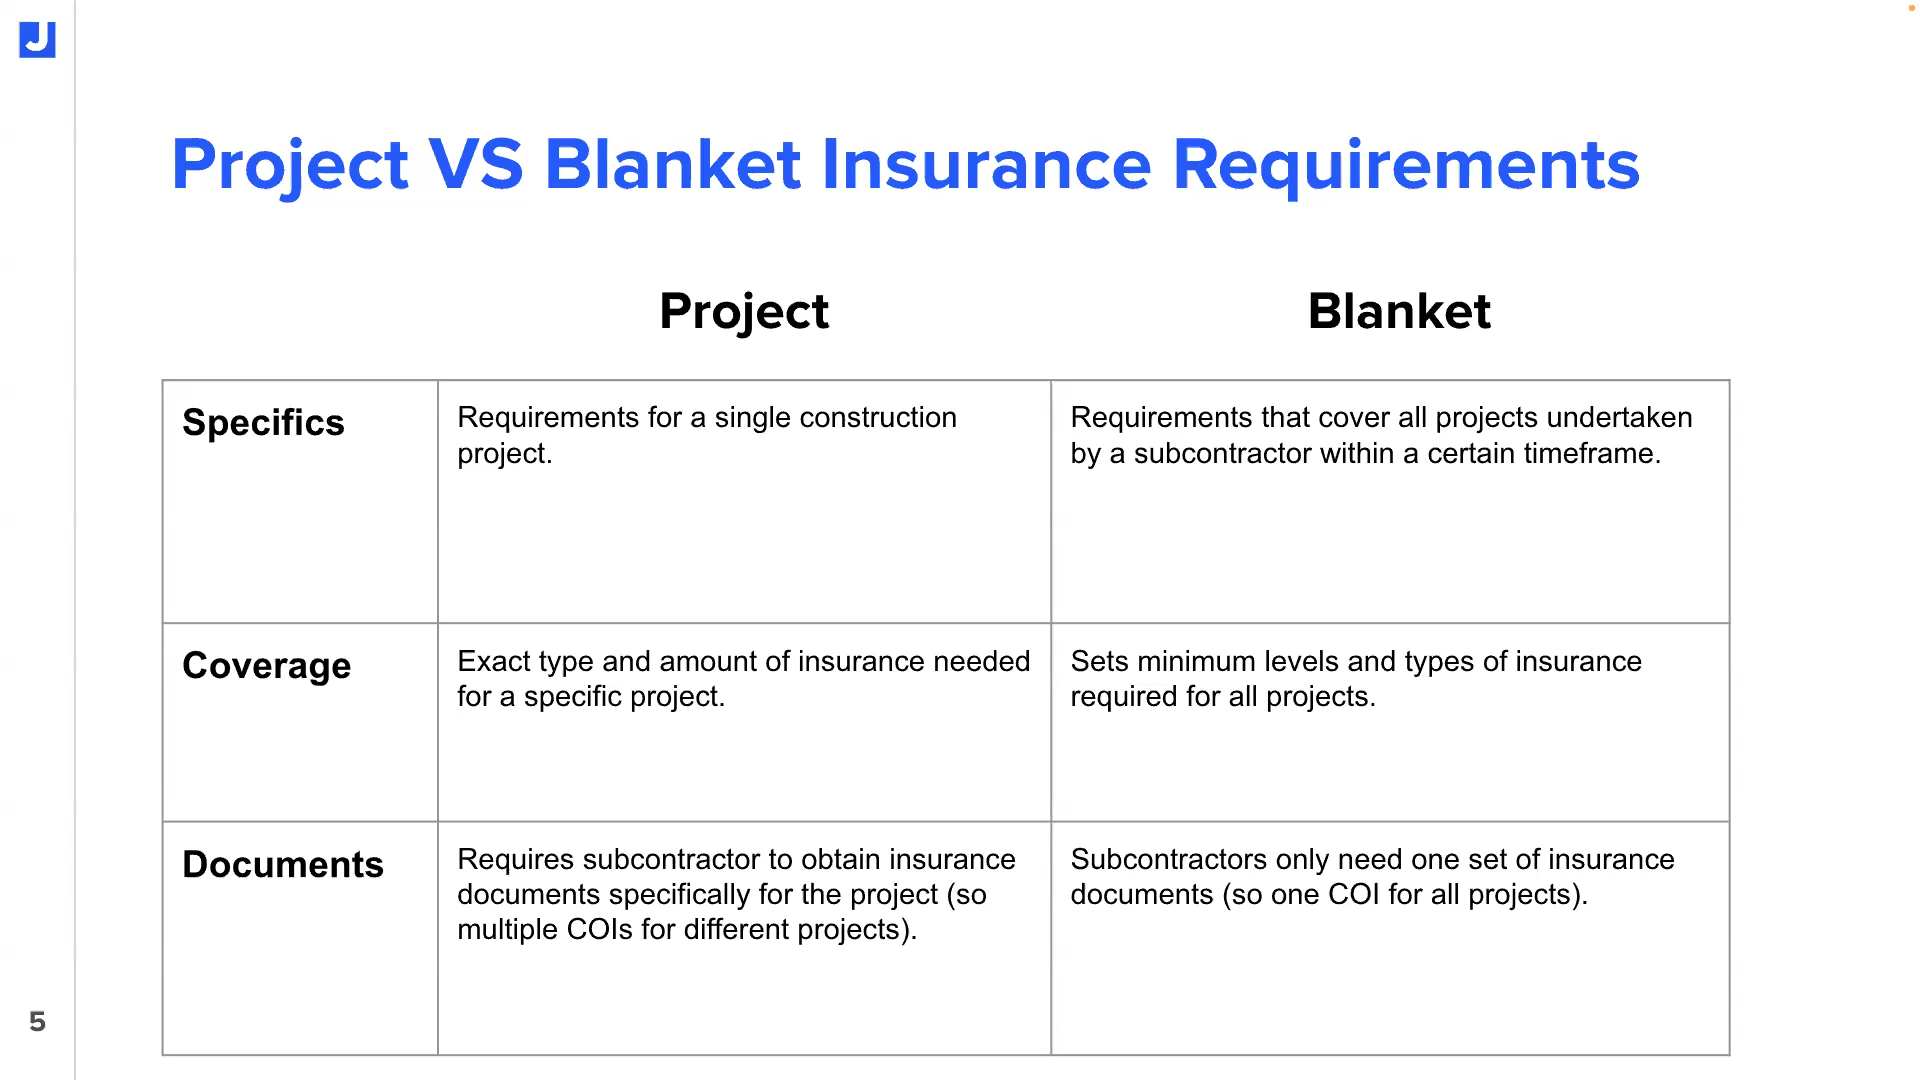 J
Project VS Blanket Insurance Requirements
Project
Blanket
Specifics
Requirements for a single construction
project.
Requirements that cover all projects undertaken
by a subcontractor within a certain timeframe.
Coverage
Exact type and amount of insurance needed
for a specific project.
Sets minimum levels and types of insurance
required for all projects.
Documents
Requires subcontractor to obtain insurance
documents specifically for the project (so
multiple COIs for different projects).
Subcontractors only need one set of insurance
documents (so one COI for all projects).
5